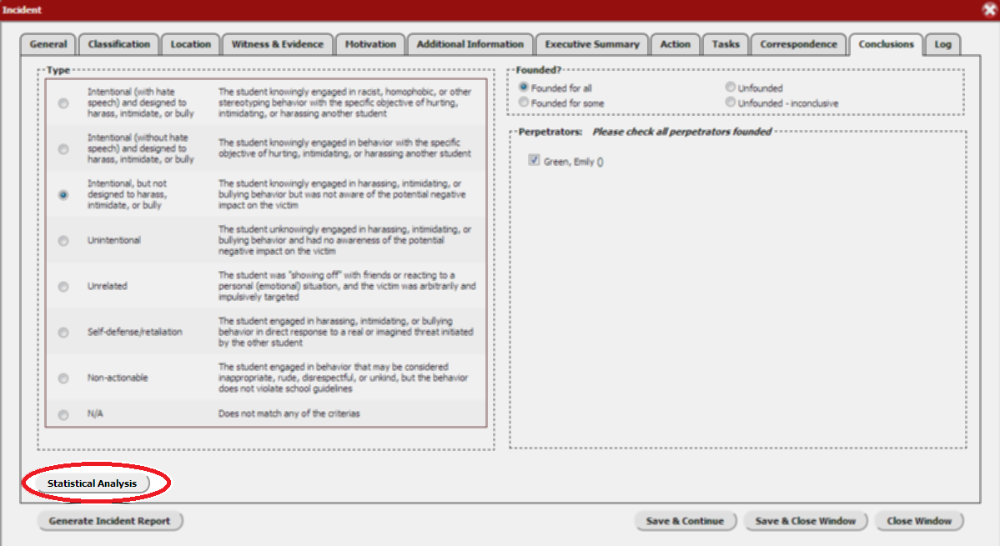 Incident
General Classification Location Witness & Evidence Motivation Additional Information Executive Summary Action Tasks Correspondence Conclusions Log
Type
Intentional (with hate
speech) and designed to
harass, intimidate, or bully
The student knowingly engaged in racist, homophobic, or other
stereotyping behavior with the specific objective of hurting,
intimidating, or harassing another student
Intentional (without hate
speech) and designed to
harass, intimidate, or bully
The student knowingly engaged in behavior with the specific
objective of hurting, intimidating, or harassing another student
Intentional, but not
designed to harass,
intimidate, or bully
The student knowingly engaged in harassing, intimidating, or
bullying behavior but was not aware of the potential negative
impact on the victim
Unintentional
The student unknowingly engaged in harassing, intimidating, or
bullying behavior and had no awareness of the potential
negative impact on the victim
Unrelated
The student was "showing off" with friends or reacting to a
personal (emotional) situation, and the victim was arbitrarily and
impulsively targeted
Self-defense/retaliation
The student engaged in harassing, intimidating, or bullying
behavior in direct response to a real or imagined threat initiated
by the other student
Non-actionable
The student engaged in behavior that may be considered
inappropriate, rude, disrespectful, or unkind, but the behavior
does not violate school guidelines
N/A
Does not match any of the criterias
Founded?
Founded for all Unfounded
Founded for some Unfounded - inconclusive
Perpetrators: Please check all perpetrators founded
Green, Emily ()
Statistical Analysis
Generate Incident Report Save & Continue Save & Close Window Close Window